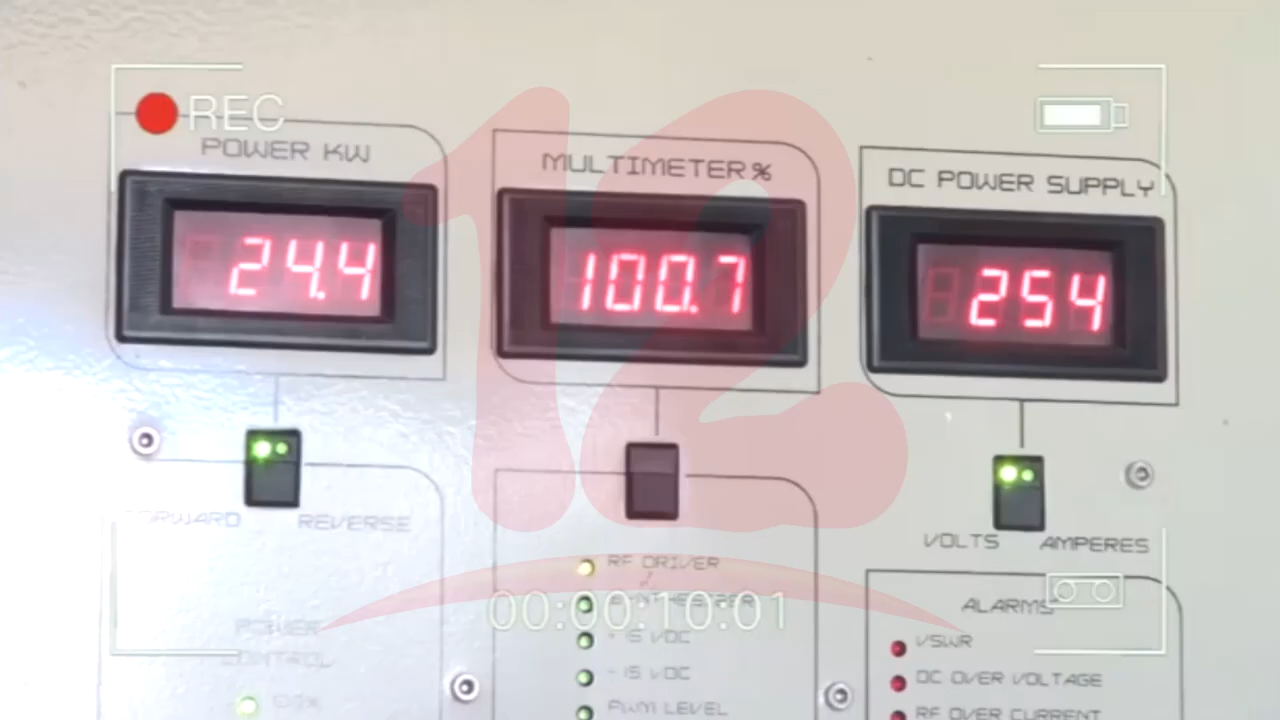 REC
POWER KW
MULTIMETER %
DC POWER SUPPLY
24.4
100.7
254
12
FORWARD REVERSE
VOLTS AMPERES
RF DRIVER
SYNTHESIZER
00:00:10:01
+ 15 VDC
- 15 VDC
PWM LEVEL
POWER
CONTROL
ALARMS
VSWR
DC OVER VOLTAGE
RF OVER CURRENT